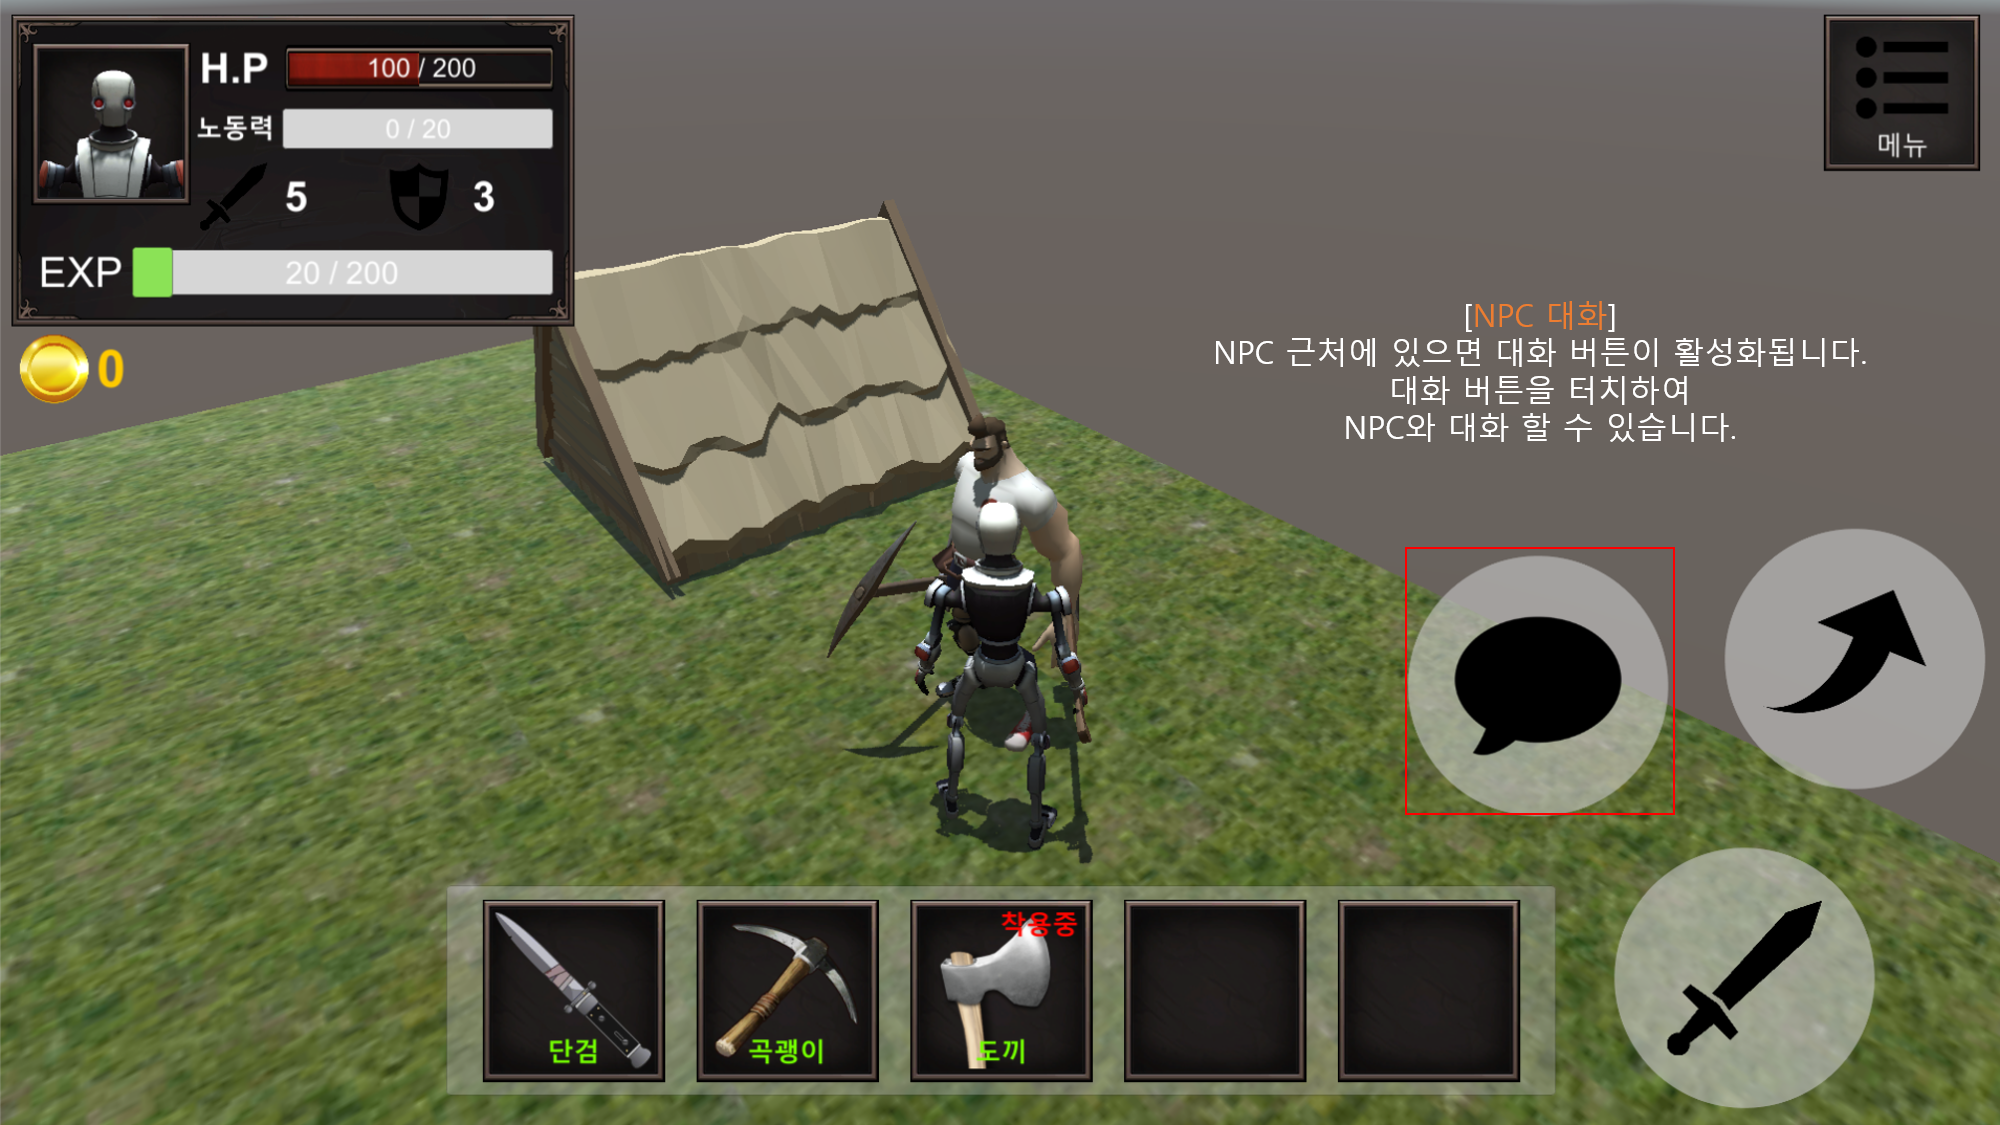 H.P 100 / 200
노동력 0 / 20
5 3
EXP 20 / 200
0
메뉴
[NPC 대화]
NPC 근처에 있으면 대화 버튼이 활성화됩니다.
대화 버튼을 터치하여
NPC와 대화 할 수 있습니다.
착용중
단검 곡괭이 도끼